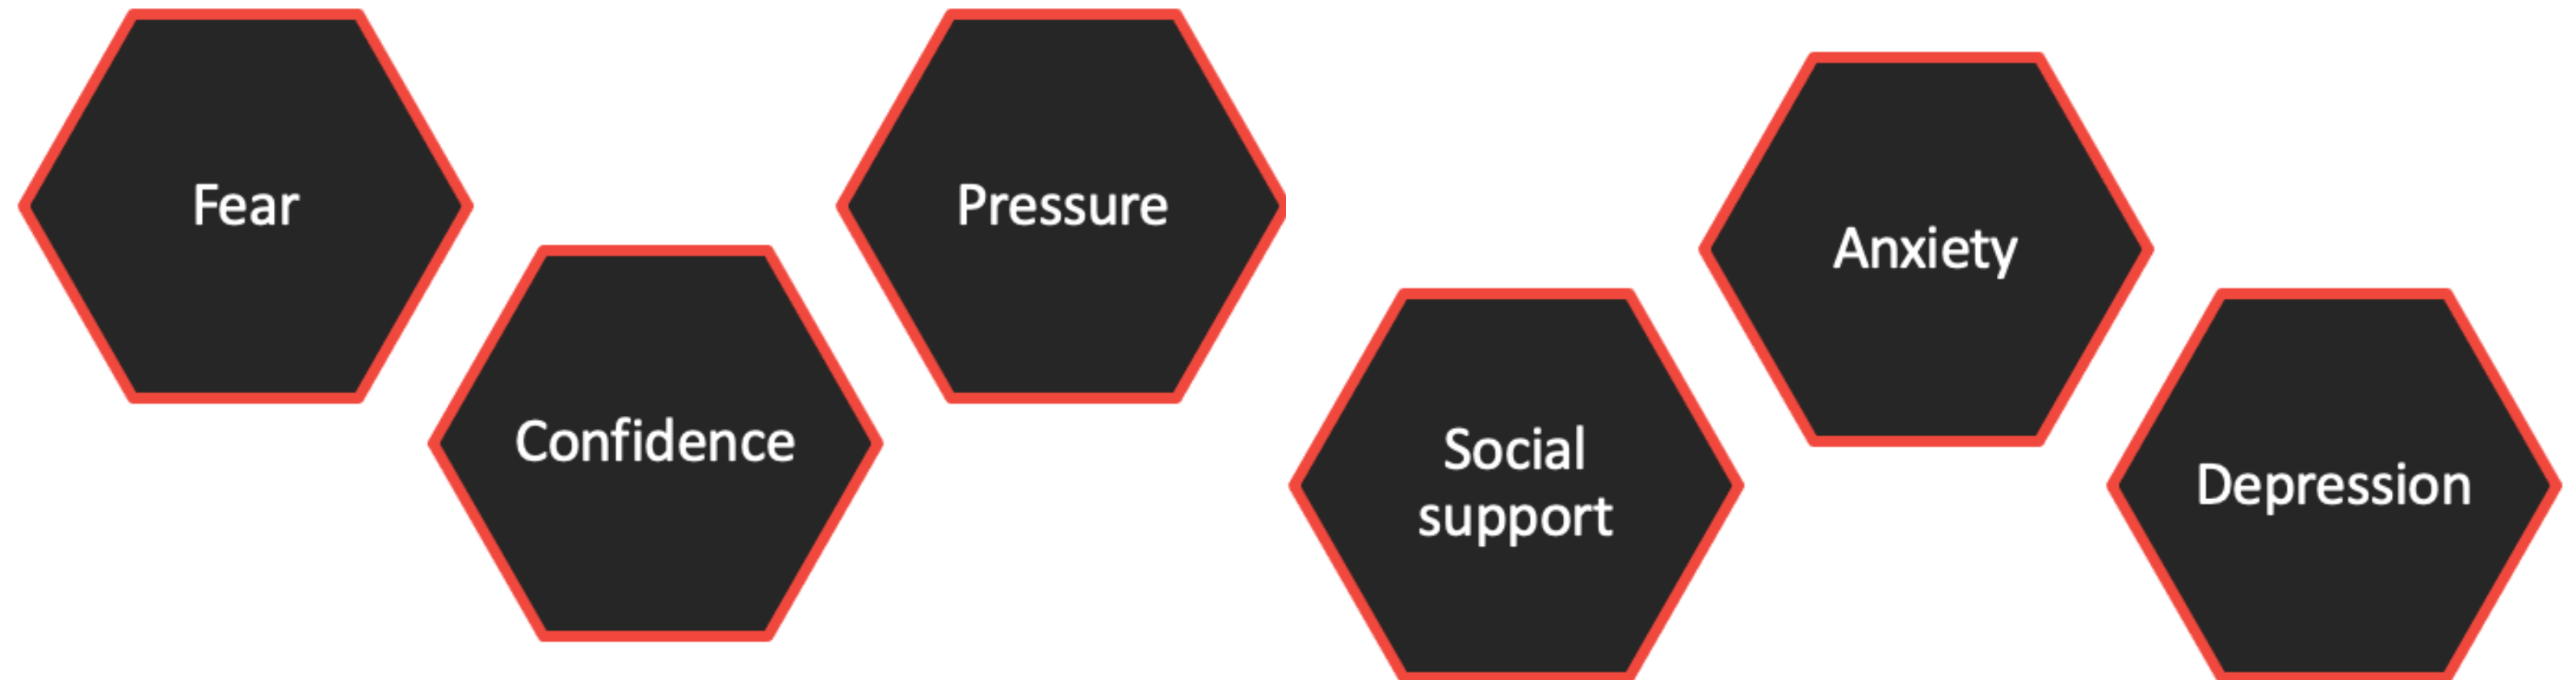 Fear
Confidence
Pressure
Social
support
Anxiety
Depression